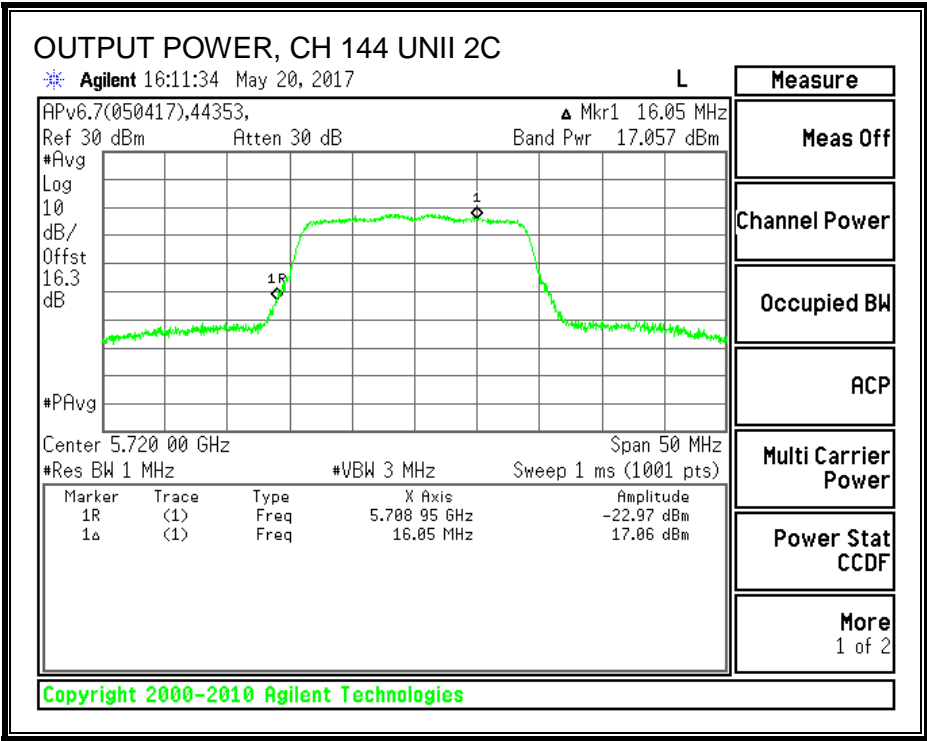 OUTPUT POWER, CH 144 UNII 2C
Agilent 16:11:34 May 20, 2017 L
APv6.7(050417),44353, Δ Mkr1 16.05 MHz
Ref 30 dBm Atten 30 dB Band Pwr 17.057 dBm
#Avg
Log
10
dB/
Offst
16.3
dB
#PAvg
1
1R
Center 5.720 00 GHz Span 50 MHz
#Res BW 1 MHz #VBW 3 MHz Sweep 1 ms (1001 pts)
Marker Trace Type X Axis Amplitude
1R (1) Freq 5.708 95 GHz -22.97 dBm
1Δ (1) Freq 16.05 MHz 17.06 dBm
Measure
Meas Off
Channel Power
Occupied BW
ACP
Multi Carrier
Power
Power Stat
CCDF
More
1 of 2
Copyright 2000-2010 Agilent Technologies